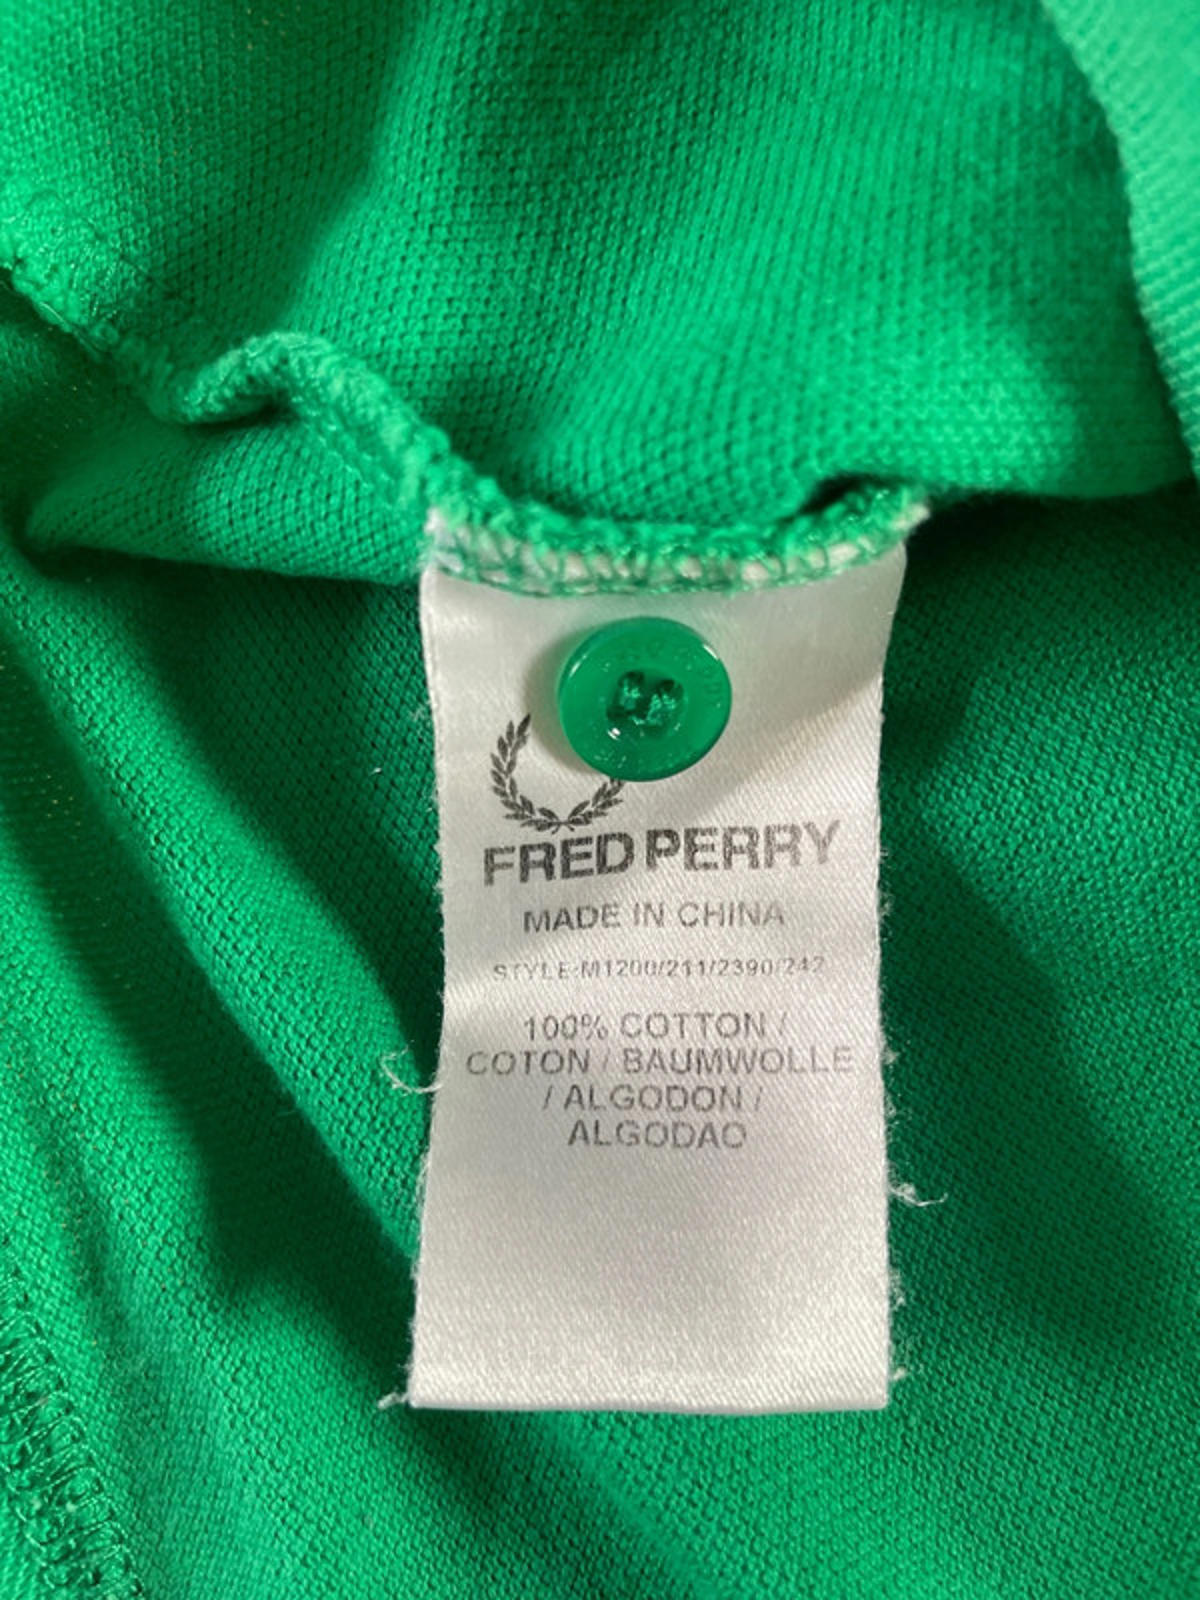 FRED PERRY
MADE IN CHINA
STYLE:M1200/211/2390/242
100% COTTON /
COTON / BAUMWOLLE
/ ALGODON /
ALGODAO